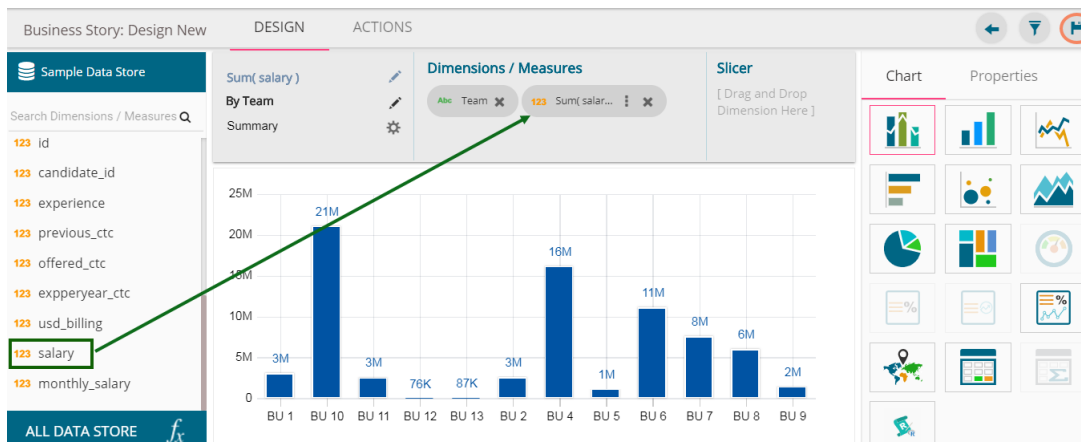 Business Story: Design New
DESIGN
ACTIONS
Sample Data Store
Search Dimensions / Measures
123 id
123 candidate_id
123 experience
123 previous_ctc
123 offered_ctc
123 expperyear_ctc
123 usd_billing
123 salary
123 monthly_salary
ALL DATA STORE
fx
Sum( salary )
By Team
Summary
Dimensions / Measures
Abc Team
123 Sum( salar...
Slicer
[ Drag and Drop
Dimension Here ]
25M
20M
15M
10M
5M
0
3M
21M
3M
76K
87K
3M
16M
1M
11M
8M
6M
2M
BU 1 BU 10 BU 11 BU 12 BU 13 BU 2 BU 4 BU 5 BU 6 BU 7 BU 8 BU 9
Chart
Properties
%
%
Σ
R